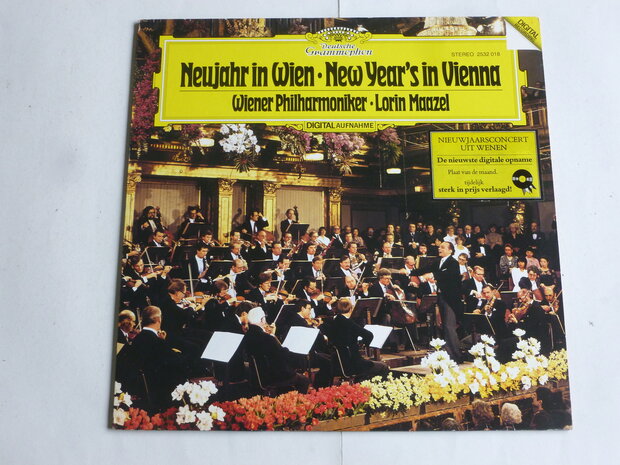 Deutsche
Grammophon
STEREO 2532 018
DIGITAL
Neujahr in Wien · New Year's in Vienna
Wiener Philharmoniker · Lorin Maazel
DIGITAL AUFNAHME
NIEUWJAARSCONCERT
UIT WENEN
De nieuwste digitale opname
Plaat van de maand.
tijdelijk
sterk in prijs verlaagd!